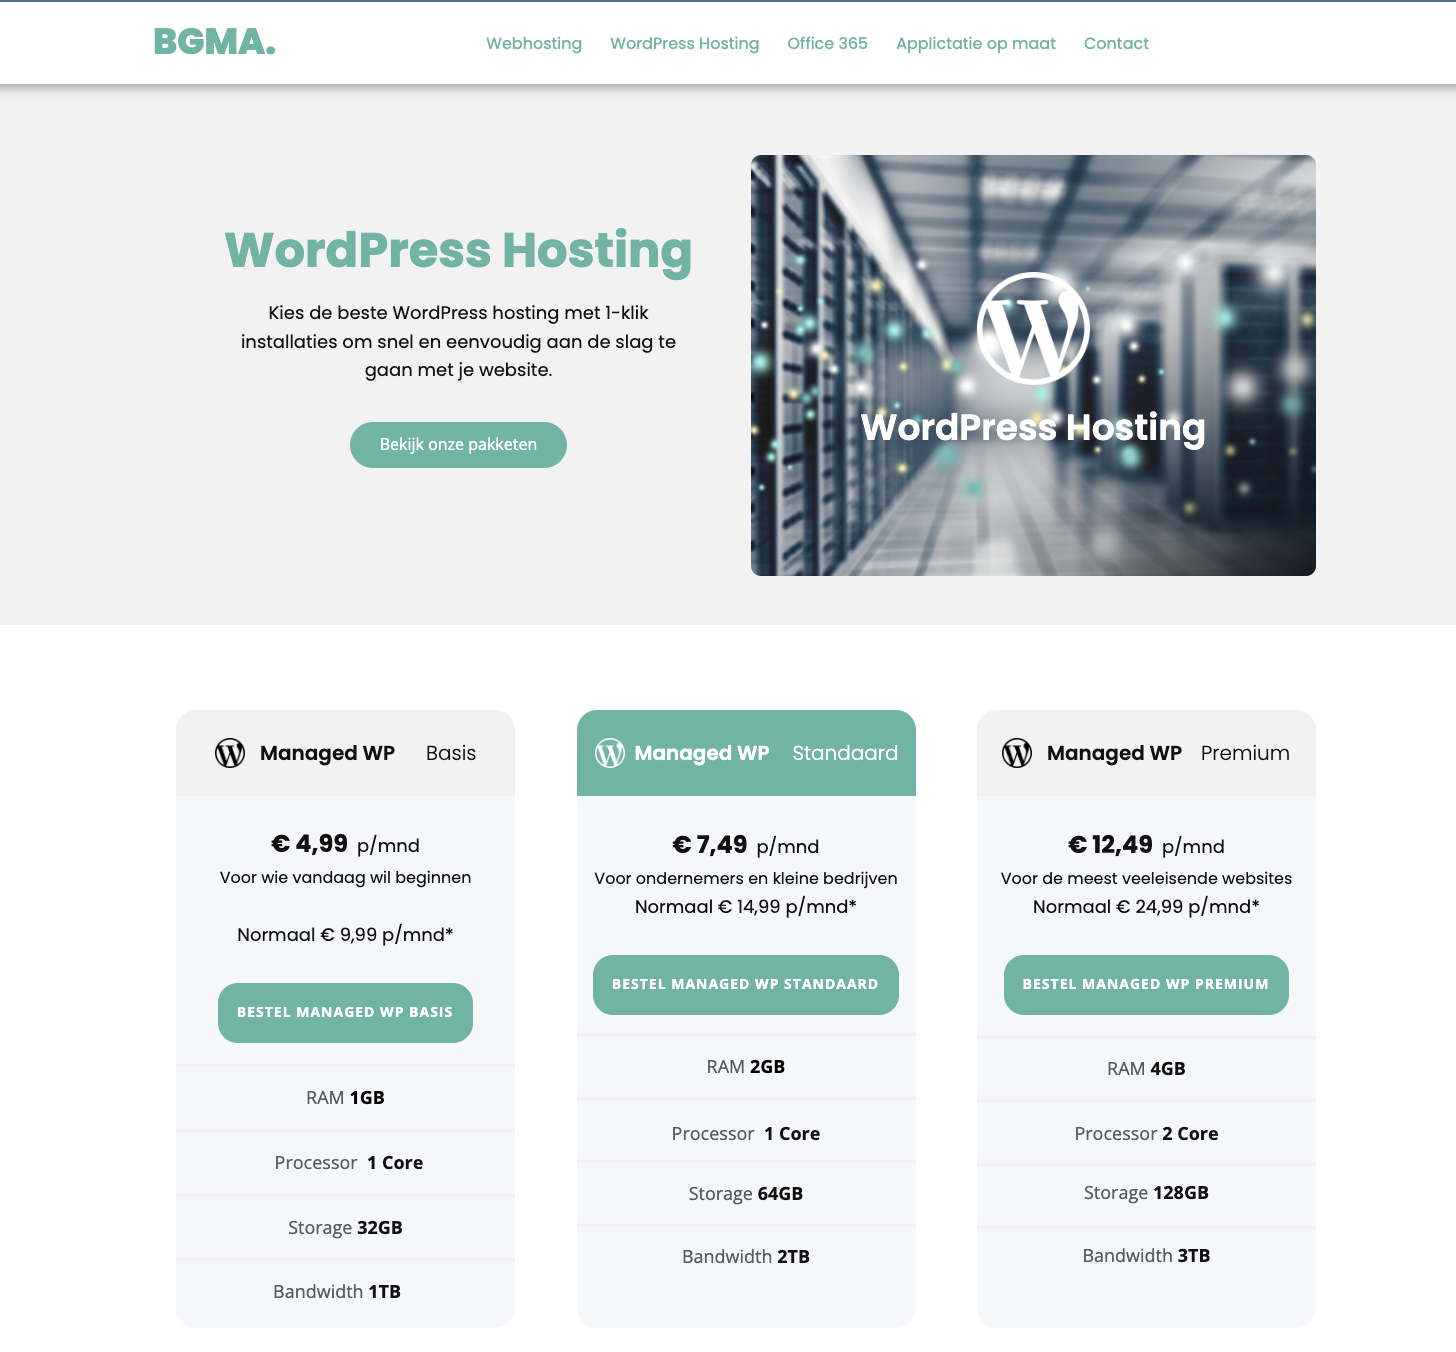 BGMA.
Webhosting
WordPress Hosting
Office 365
Applictatie op maat
Contact
WordPress Hosting
Kies de beste WordPress hosting met 1-klik
installaties om snel en eenvoudig aan de slag te
gaan met je website.
Bekijk onze pakketen
WordPress Hosting
Managed WP Basis
€ 4,99 p/mnd
Voor wie vandaag wil beginnen
Normaal € 9,99 p/mnd*
BESTEL MANAGED WP BASIS
RAM 1GB
Processor 1 Core
Storage 32GB
Bandwidth 1TB
Managed WP Standaard
€ 7,49 p/mnd
Voor ondernemers en kleine bedrijven
Normaal € 14,99 p/mnd*
BESTEL MANAGED WP STANDAARD
RAM 2GB
Processor 1 Core
Storage 64GB
Bandwidth 2TB
Managed WP Premium
€ 12,49 p/mnd
Voor de meest veeleisende websites
Normaal € 24,99 p/mnd*
BESTEL MANAGED WP PREMIUM
RAM 4GB
Processor 2 Core
Storage 128GB
Bandwidth 3TB